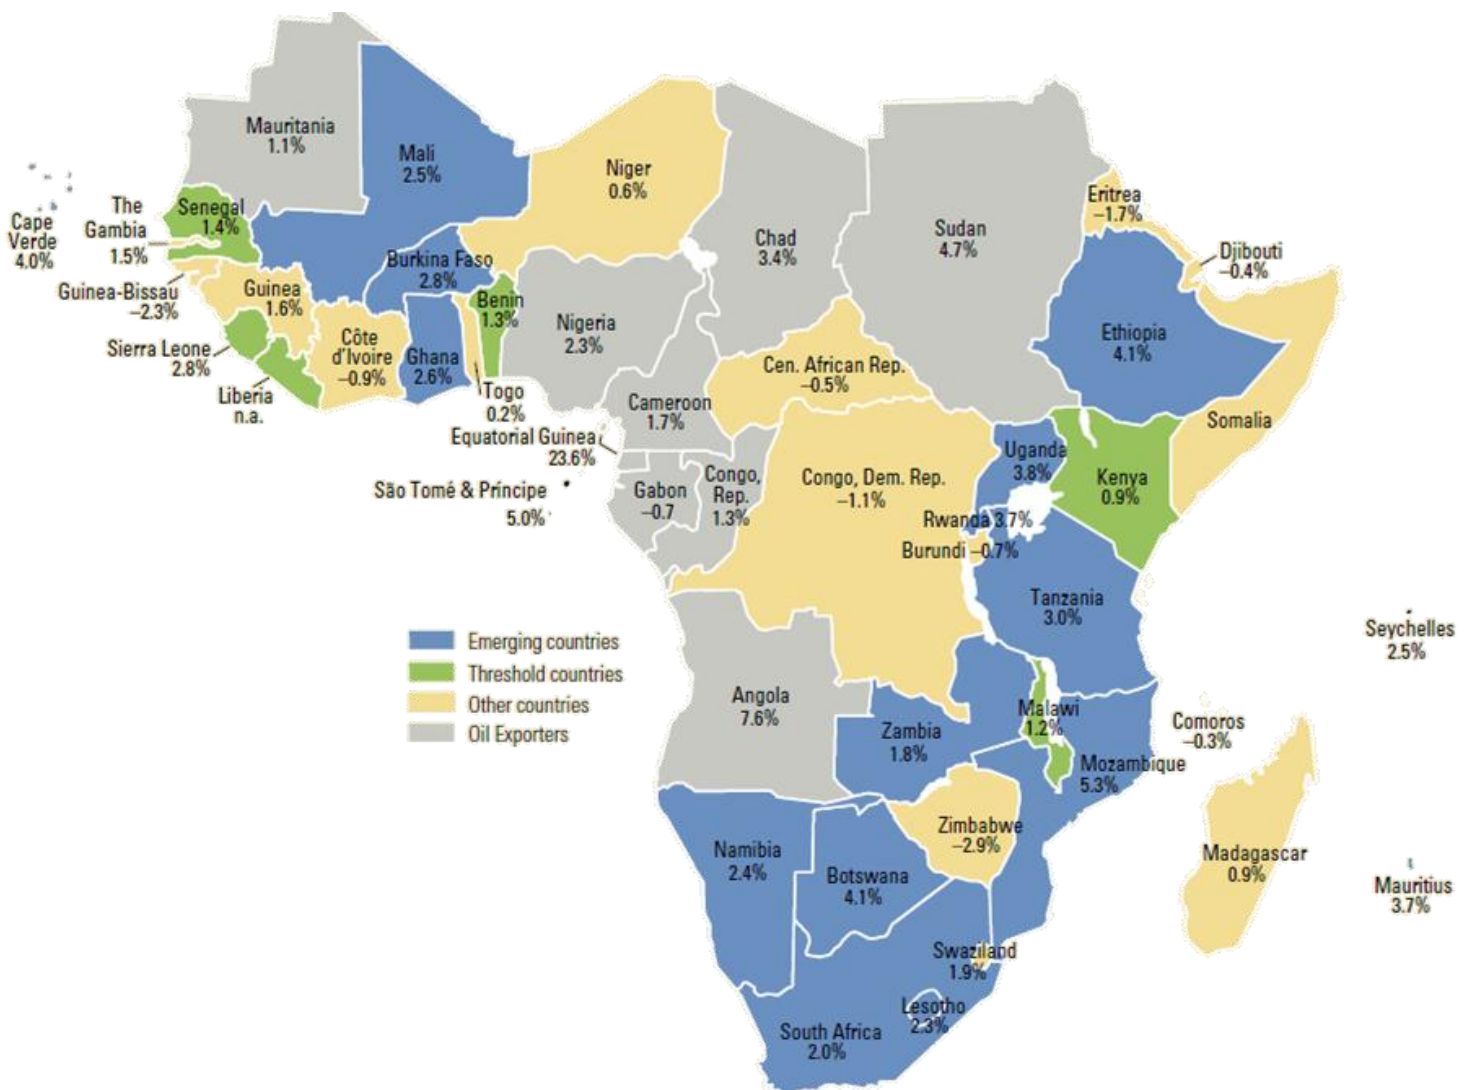 Mauritania
1.1%
Mali
2.5%
Niger
0.6%
Chad
3.4%
Sudan
4.7%
Eritrea
–1.7%
Djibouti
–0.4%
Cape
Verde
4.0%
The
Gambia
1.5%
Senegal
1.4%
Guinea-Bissau
–2.3%
Guinea
1.6%
Sierra Leone
2.8%
Liberia
n.a.
Côte
d'Ivoire
–0.9%
Burkina Faso
2.8%
Ghana
2.6%
Benin
1.3%
Togo
0.2%
Nigeria
2.3%
Cameroon
1.7%
Equatorial Guinea
23.6%
São Tomé & Príncipe
5.0%
Gabon
–0.7
Congo,
Rep.
1.3%
Cen. African Rep.
–0.5%
Congo, Dem. Rep.
–1.1%
Ethiopia
4.1%
Somalia
Uganda
3.8%
Kenya
0.9%
Rwanda 3.7%
Burundi –0.7%
Tanzania
3.0%
Seychelles
2.5%
Emerging countries
Threshold countries
Other countries
Oil Exporters
Angola
7.6%
Zambia
1.8%
Malawi
1.2%
Mozambique
5.3%
Comoros
–0.3%
Zimbabwe
–2.9%
Madagascar
0.9%
Mauritius
3.7%
Namibia
2.4%
Botswana
4.1%
Swaziland
1.9%
Lesotho
2.3%
South Africa
2.0%